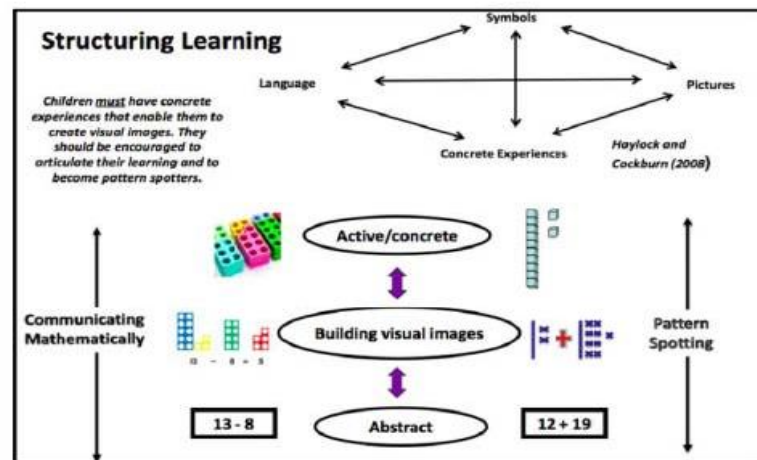 Structuring Learning
Symbols
Language
Pictures
Concrete Experiences
Haylock and
Cockburn (2008)
Children must have concrete
experiences that enable them to
create visual images. They
should be encouraged to
articulate their learning and to
become pattern spotters.
Active/concrete
Communicating
Mathematically
Building visual images
Pattern
Spotting
- 8 = 5
13 - 8
Abstract
12 + 19